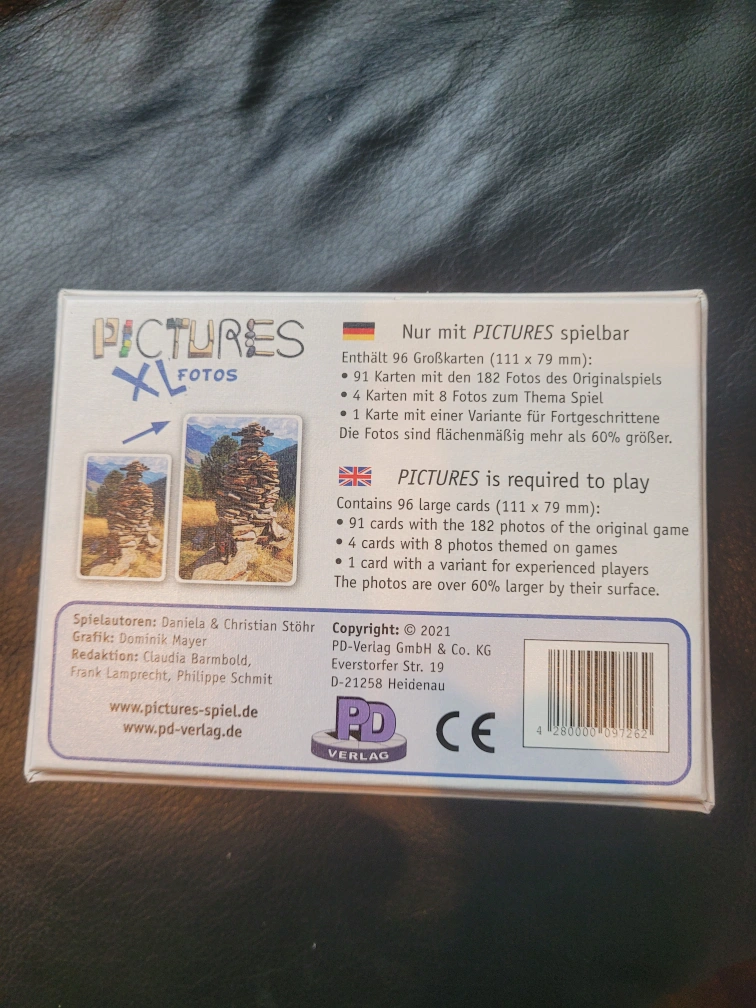 PICTURES
XL FOTOS
Nur mit PICTURES spielbar
Enthält 96 Großkarten (111 x 79 mm):
• 91 Karten mit den 182 Fotos des Originalspiels
• 4 Karten mit 8 Fotos zum Thema Spiel
• 1 Karte mit einer Variante für Fortgeschrittene
Die Fotos sind flächenmäßig mehr als 60% größer.
PICTURES is required to play
Contains 96 large cards (111 x 79 mm):
• 91 cards with the 182 photos of the original game
• 4 cards with 8 photos themed on games
• 1 card with a variant for experienced players
The photos are over 60% larger by their surface.
Spielautoren: Daniela & Christian Stöhr
Grafik: Dominik Mayer
Redaktion: Claudia Barmbold,
Frank Lamprecht, Philippe Schmit
www.pictures-spiel.de
www.pd-verlag.de
Copyright: © 2021
PD-Verlag GmbH & Co. KG
Everstorfer Str. 19
D-21258 Heidenau
PD
VERLAG
CE
4 280000 097262